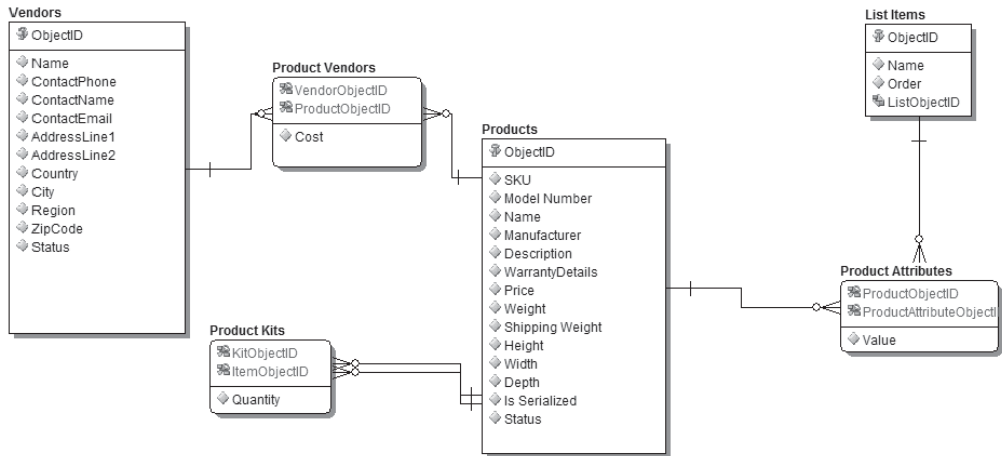 Vendors
ObjectID
Name
ContactPhone
ContactName
ContactEmail
AddressLine1
AddressLine2
Country
City
Region
ZipCode
Status
Product Vendors
VendorObjectID
ProductObjectID
Cost
Product Kits
KitObjectID
ItemObjectID
Quantity
Products
ObjectID
SKU
Model Number
Name
Manufacturer
Description
WarrantyDetails
Price
Weight
Shipping Weight
Height
Width
Depth
Is Serialized
Status
List Items
ObjectID
Name
Order
ListObjectID
Product Attributes
ProductObjectID
ProductAttributeObjectI
Value